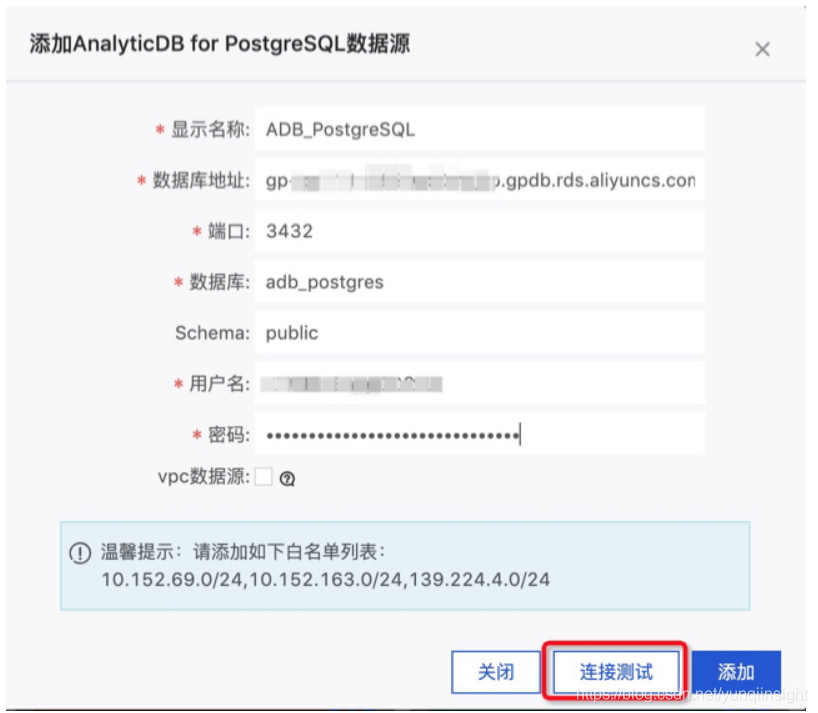 添加AnalyticDB for PostgreSQL数据源
* 显示名称: ADB_PostgreSQL
* 数据库地址: gp- .gpdb.rds.aliyuncs.com
* 端口: 3432
* 数据库: adb_postgres
Schema: public
* 用户名:
* 密码: ••••••••••••••••••••••••••••••
vpc数据源:
温馨提示：请添加如下白名单列表：
10.152.69.0/24,10.152.163.0/24,139.224.4.0/24
关闭 连接测试 添加
https://blog.csdn.net/yunqiinsight